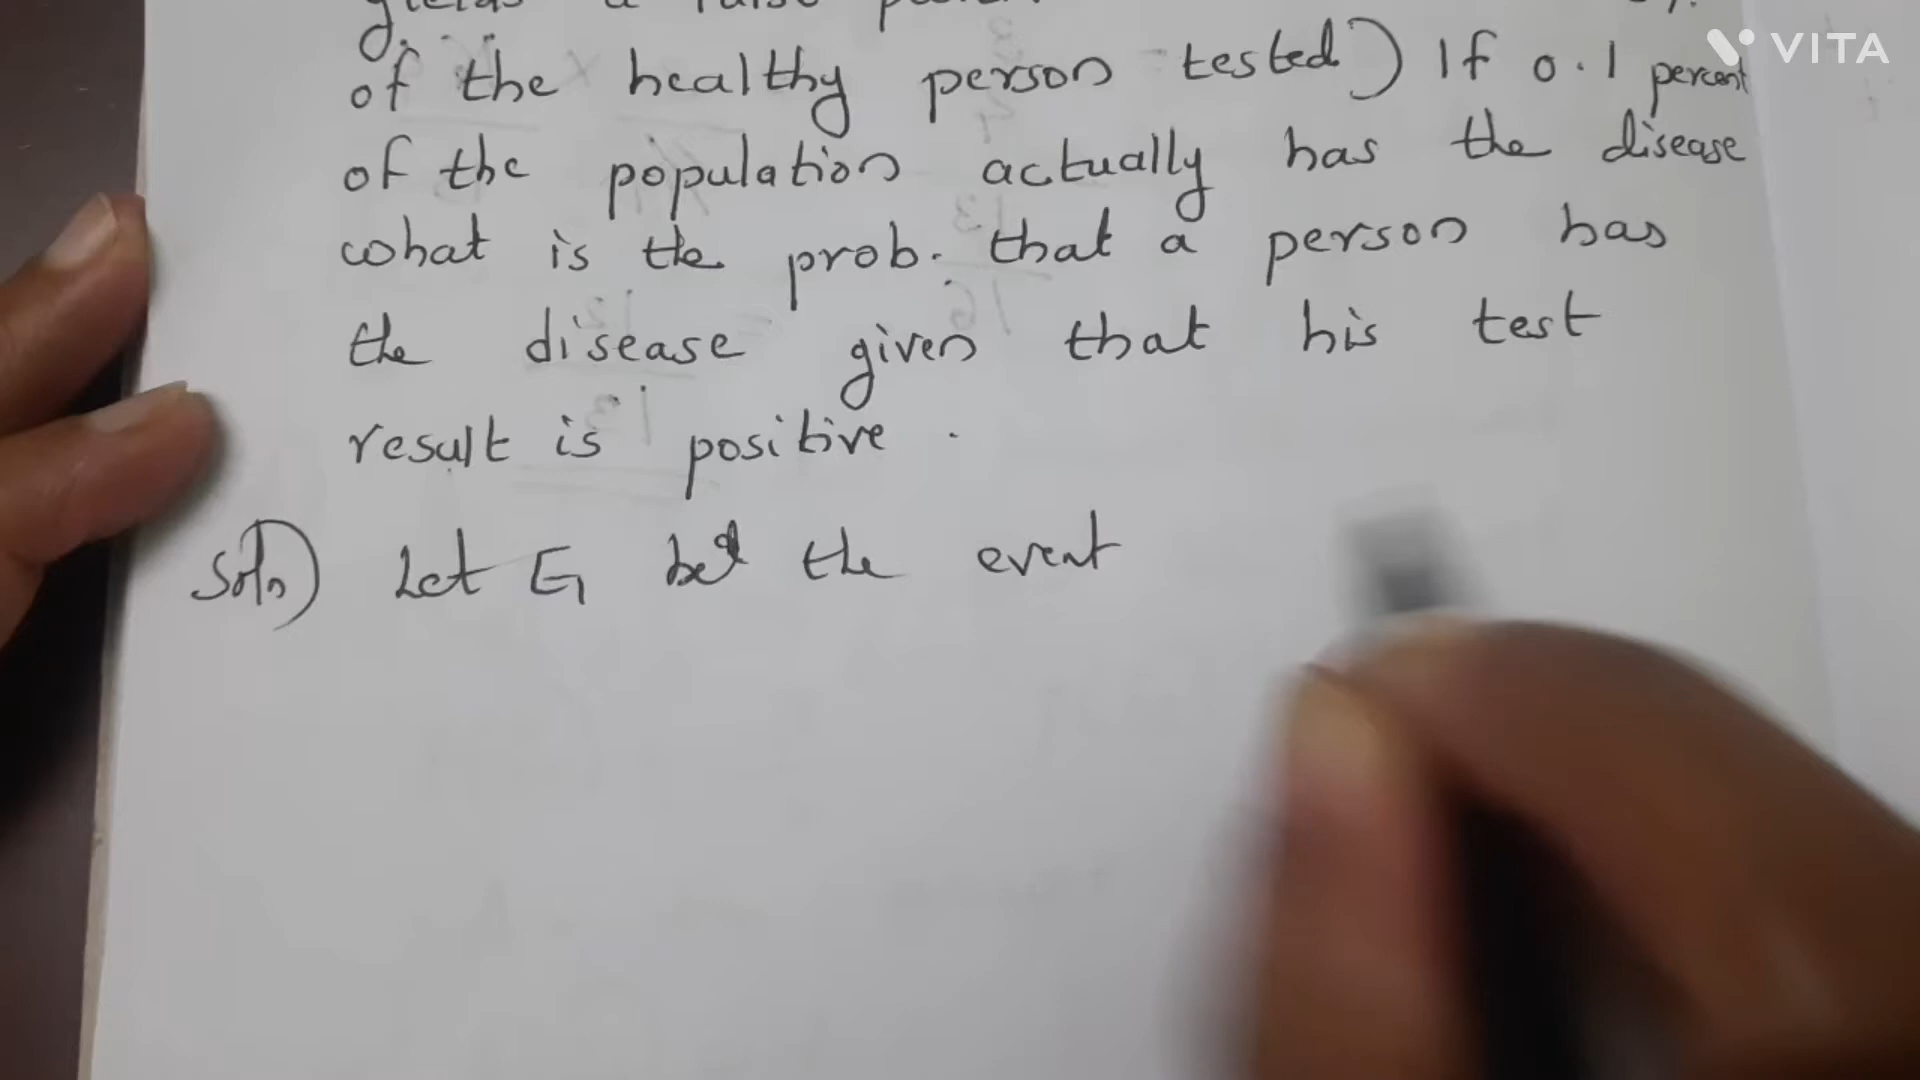 yields a false
of the healthy person tested) If 0.1 percent
of the population actually has the disease
what is the prob. that a person has
the disease given that his test
result is positive.
Soln) Let E be the event
VITA